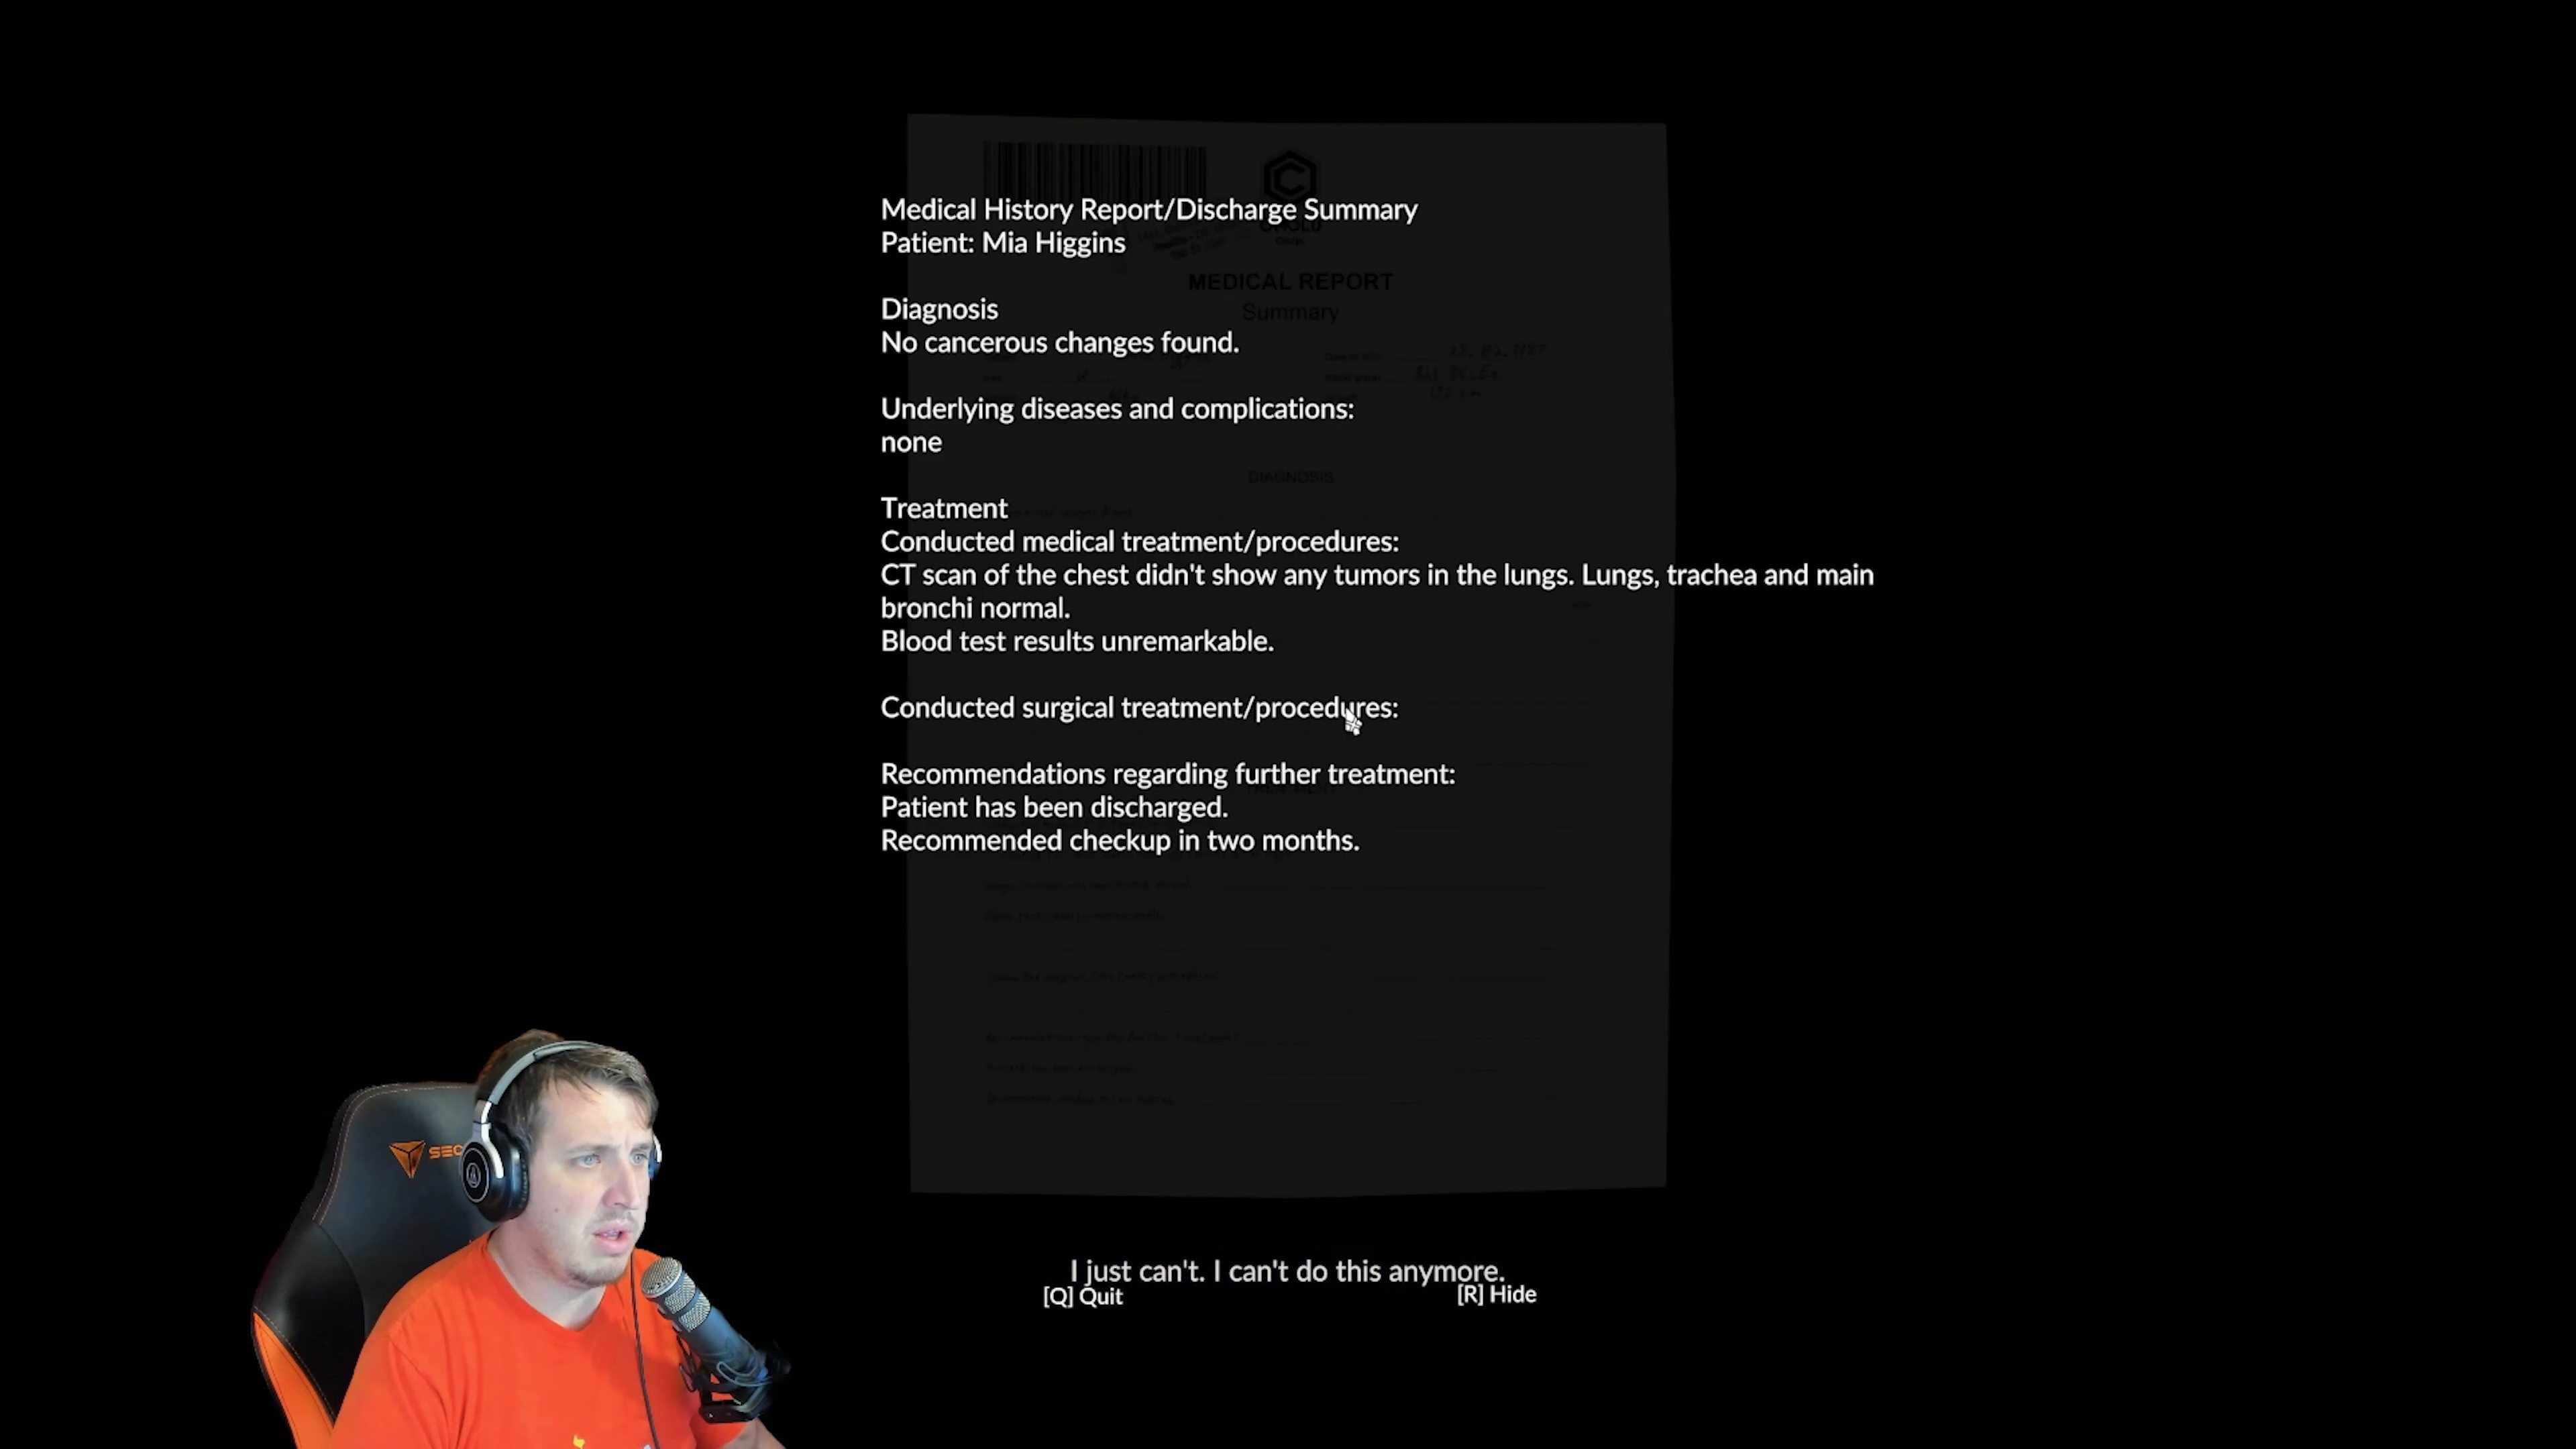 Medical History Report/Discharge Summary
Patient: Mia Higgins
MEDICAL REPORT
Summary
Diagnosis
No cancerous changes found.
Underlying diseases and complications:
none
DIAGNOSIS
Treatment
Conducted medical treatment/procedures:
CT scan of the chest didn't show any tumors in the lungs. Lungs, trachea and main
bronchi normal.
Blood test results unremarkable.
Conducted surgical treatment/procedures:
Recommendations regarding further treatment:
Patient has been discharged.
Recommended checkup in two months.
SEC
I just can't. I can't do this anymore.
[Q] Quit
[R] Hide